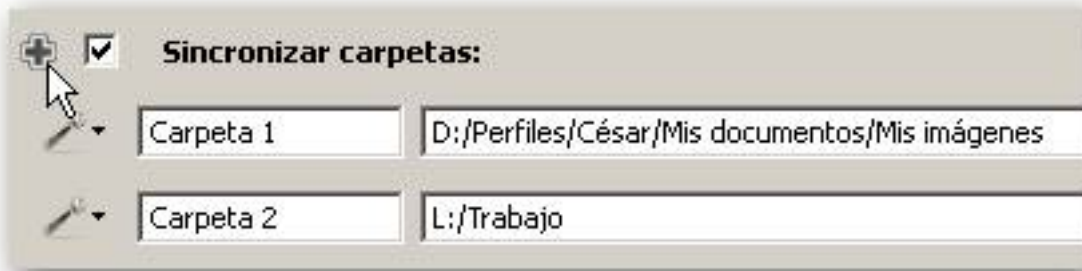 Sincronizar carpetas:
Carpeta 1 D:/Perfiles/César/Mis documentos/Mis imágenes
Carpeta 2 L:/Trabajo